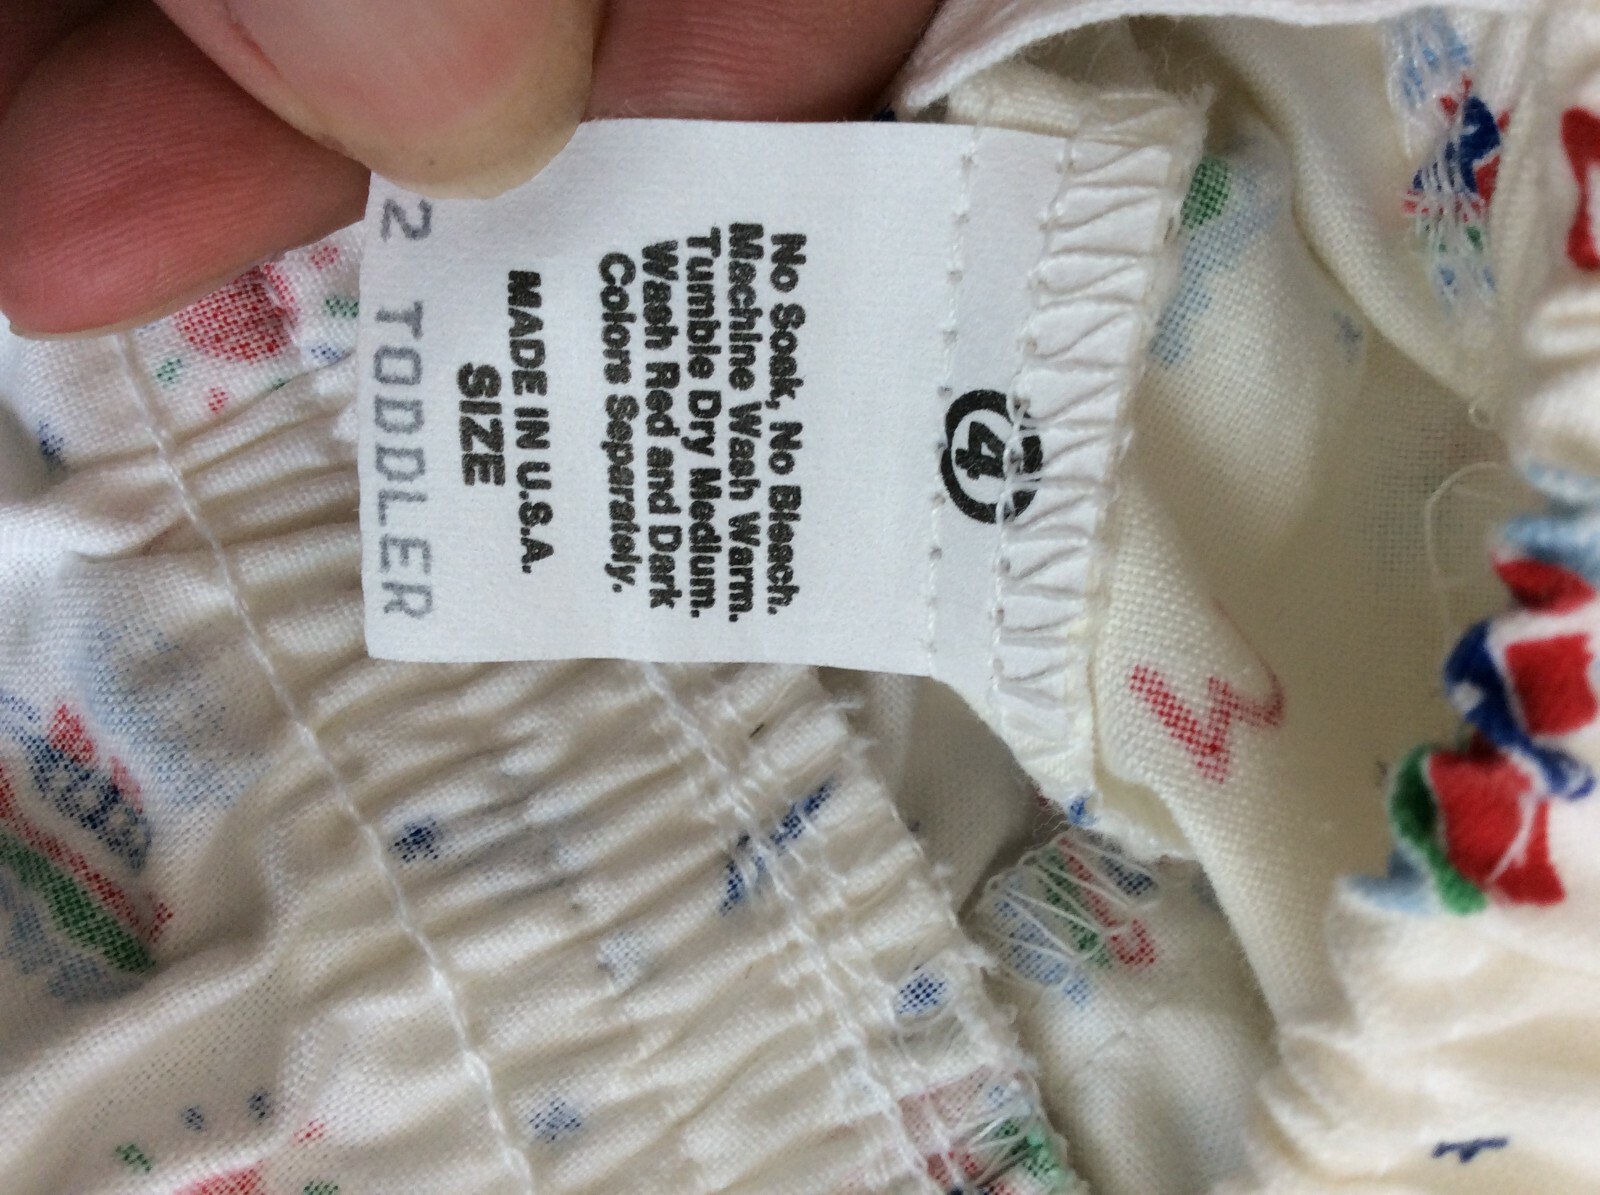 4
No Soak, No Bleach.
Machine Wash Warm.
Tumble Dry Medium.
Wash Red and Dark
Colors Separately.
MADE IN U.S.A.
SIZE
2 TODDLER